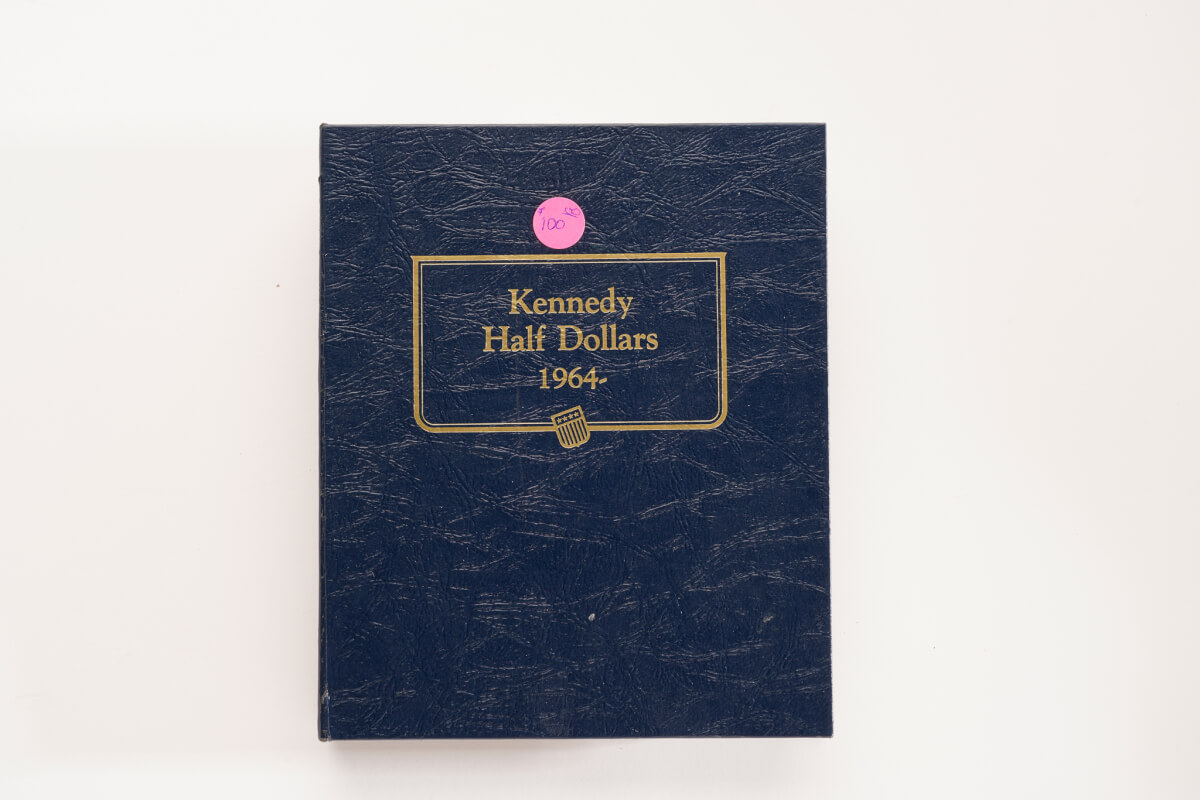 $100 00
Kennedy
Half Dollars
1964-